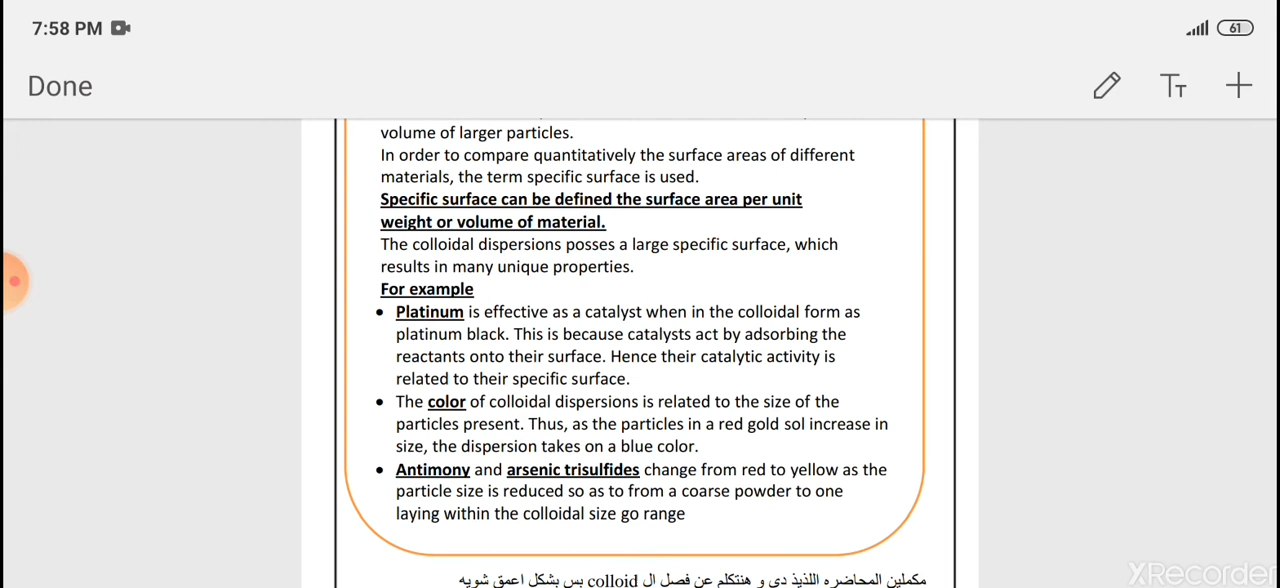 7:58 PM
61
Done
TT
volume of larger particles.
In order to compare quantitatively the surface areas of different
materials, the term specific surface is used.
Specific surface can be defined the surface area per unit
weight or volume of material.
The colloidal dispersions posses a large specific surface, which
results in many unique properties.
For example
• Platinum is effective as a catalyst when in the colloidal form as
platinum black. This is because catalysts act by adsorbing the
reactants onto their surface. Hence their catalytic activity is
related to their specific surface.
• The color of colloidal dispersions is related to the size of the
particles present. Thus, as the particles in a red gold sol increase in
size, the dispersion takes on a blue color.
• Antimony and arsenic trisulfides change from red to yellow as the
particle size is reduced so as to from a coarse powder to one
laying within the colloidal size go range
مكملين المحاضره اللذيذ دي و هنتكلم عن فصل ال colloid بس بشكل اعمق شويه
XRecorder